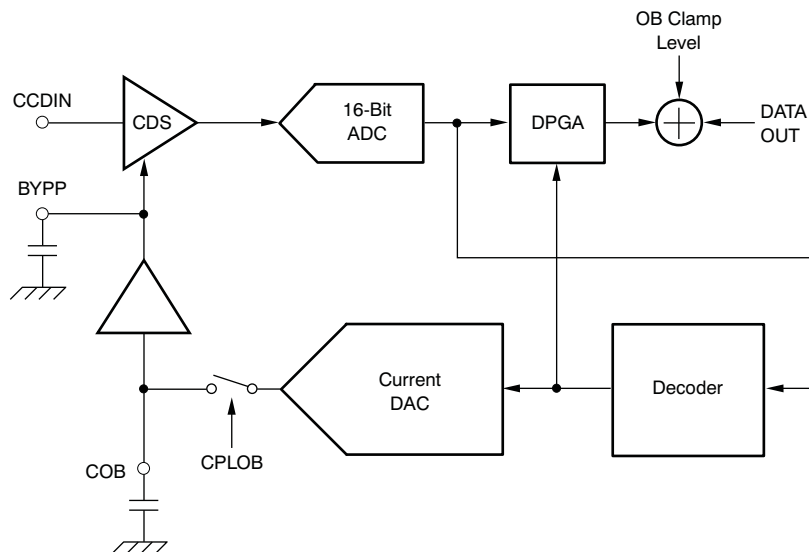 OB Clamp
Level
CCDIN
CDS
16-Bit
ADC
DPGA
DATA
OUT
BYPP
Current
DAC
Decoder
CPLOB
COB